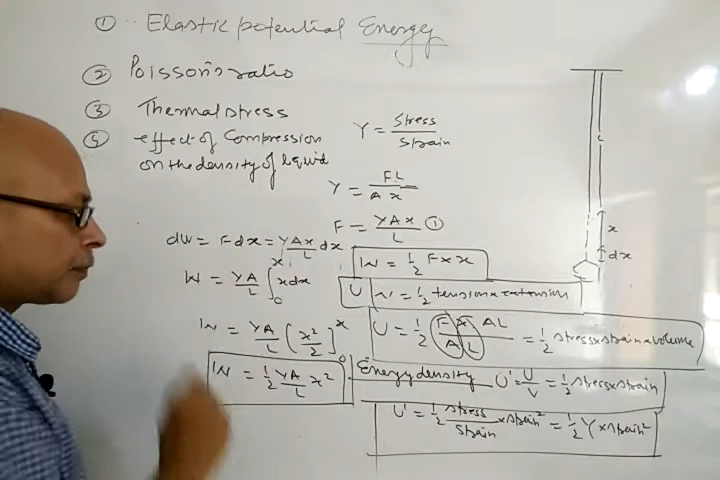 ① Elastic potential Energy
② Poisson's ratio
③ Thermal stress
⑤ effect of Compression
on the density of liquid
Y = Stress / Strain
Y = FL / A x
F = YAx / L ①
dW = Fdx = YAx / L dx
W = YA / L ∫₀ˣ x dx
W = YA / L (x² / 2]₀ˣ
W = 1/2 YA / L x²
W = 1/2 F x x
U W = 1/2 tension x extension
U = 1/2 F x AL / A L = 1/2 stress x strain x volume
Energy density U' = U / V = 1/2 stress x strain
U' = 1/2 stress / strain x strain² = 1/2 Y x strain²
L
x
dx